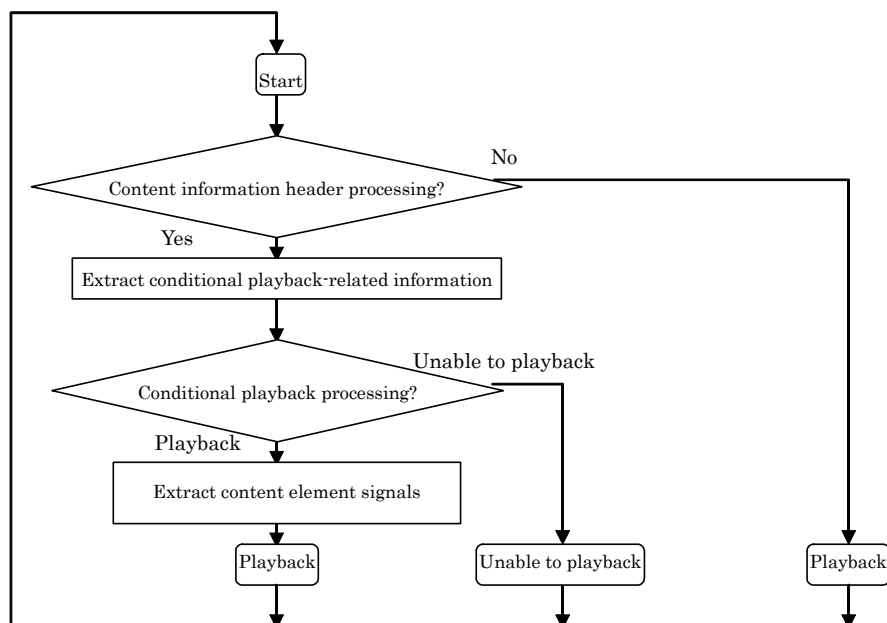 Start
No
Content information header processing?
Yes
Extract conditional playback-related information
Unable to playback
Conditional playback processing?
Playback
Extract content element signals
Playback
Unable to playback
Playback